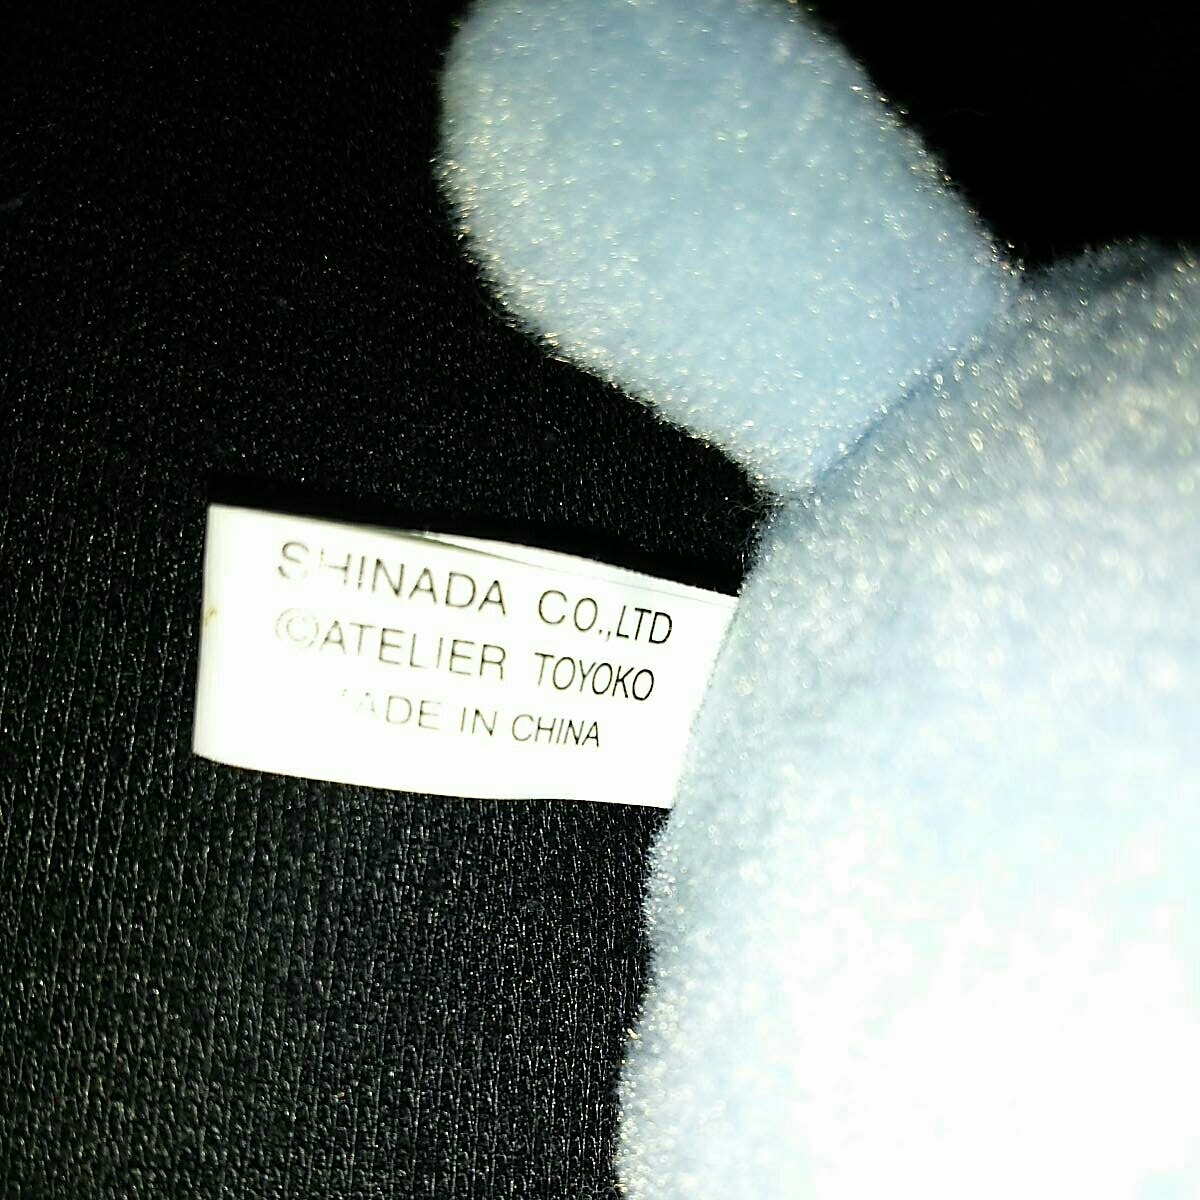 SHINADA CO.,LTD
©ATELIER TOYOKO
MADE IN CHINA